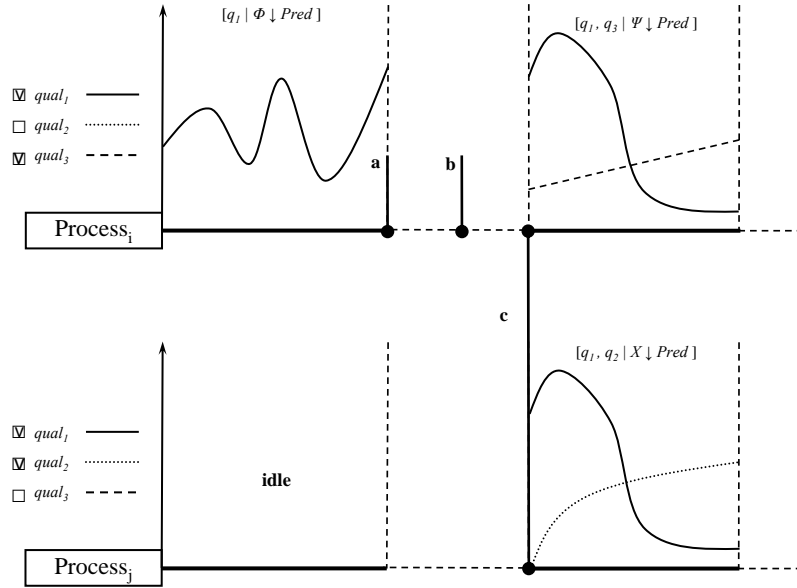 [q₁ | Φ ↓ Pred ]
[q₁, q₃ | Ψ ↓ Pred ]
V qual₁
qual₂
V qual₃
a
b
Processᵢ
c
[q₁, q₂ | X ↓ Pred ]
V qual₁
V qual₂
qual₃
idle
Processⱼ